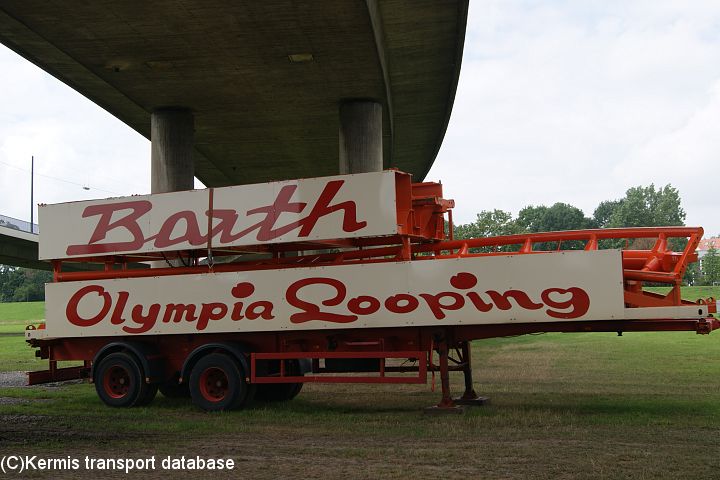 Barth
Olympia Looping
(C)Kermis transport database